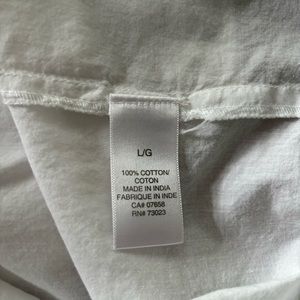 L/G
100% COTTON/
COTON
MADE IN INDIA
FABRIQUE IN INDE
CA# 07658
RN# 73023